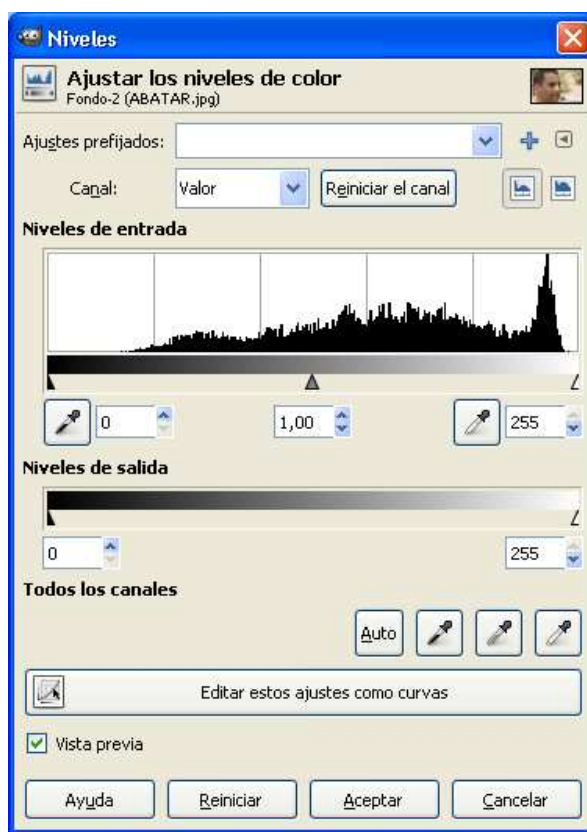 Niveles
Ajustar los niveles de color
Fondo-2 (ABATAR.jpg)
Ajustes prefijados:
Canal: Valor Reiniciar el canal
Niveles de entrada
0 1,00 255
Niveles de salida
0 255
Todos los canales
Auto
Editar estos ajustes como curvas
Vista previa
Ayuda Reiniciar Aceptar Cancelar